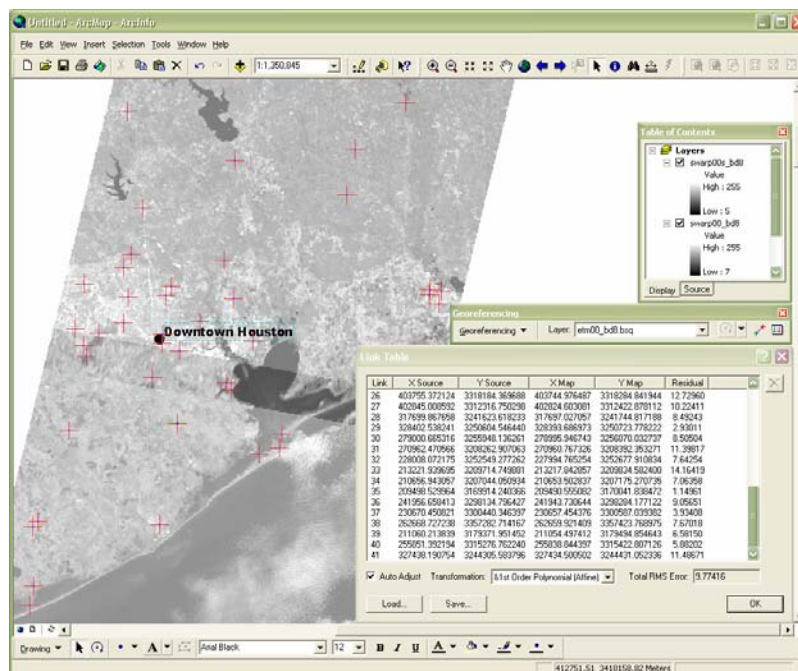 Untitled - ArcMap - ArcInfo
File Edit View Insert Selection Tools Window Help
1:1,350,845
Table of Contents
Layers
swarp00s_bd8
Value
High : 255
Low : 5
swarp00_bd8
Value
High : 255
Low : 7
Display Source
Downtown Houston
Georeferencing
Georeferencing Layer: etm00_bd8.bsq
Link Table
Link X Source Y Source X Map Y Map Residual
26 403755.372124 3318184.369688 403744.976487 3318284.841944 12.72960
27 402845.008592 3312316.750298 402824.603081 3312422.878112 10.22411
28 317699.867658 3241623.618233 317697.027057 3241744.817188 8.49243
29 328402.538241 3250604.546440 328393.686973 3250723.778222 2.93011
30 279000.665316 3255948.136261 278995.946743 3256070.032737 8.50504
31 270962.470566 3208262.907063 270960.767326 3208392.353271 11.39817
32 228008.072175 3252549.277262 227994.765254 3252677.910834 7.64254
33 213221.939695 3209714.749881 213217.842857 3209834.582400 14.16419
34 210656.943057 3207044.050934 210653.502837 3207175.270735 7.06358
35 209498.529964 3169914.240366 209490.555082 3170041.838472 1.14961
36 241956.658413 3298134.796427 241943.730644 3298284.177122 9.05651
37 230670.450821 3300440.346397 230657.454376 3300587.039382 3.93408
38 262668.727238 3357282.714167 262659.921409 3357423.768975 7.67018
39 211060.213839 3179371.951452 211054.497412 3179494.854643 6.58150
40 255851.392194 3315276.762240 255838.844397 3315422.807126 5.88202
41 327438.190754 3244305.583796 327434.500502 3244431.052336 11.48671
Auto Adjust Transformation: 1st Order Polynomial (Affine) Total RMS Error: 9.77416
Load... Save... OK
Drawing A Arial Black 12 B I U A
412751.51 3410158.82 Meters